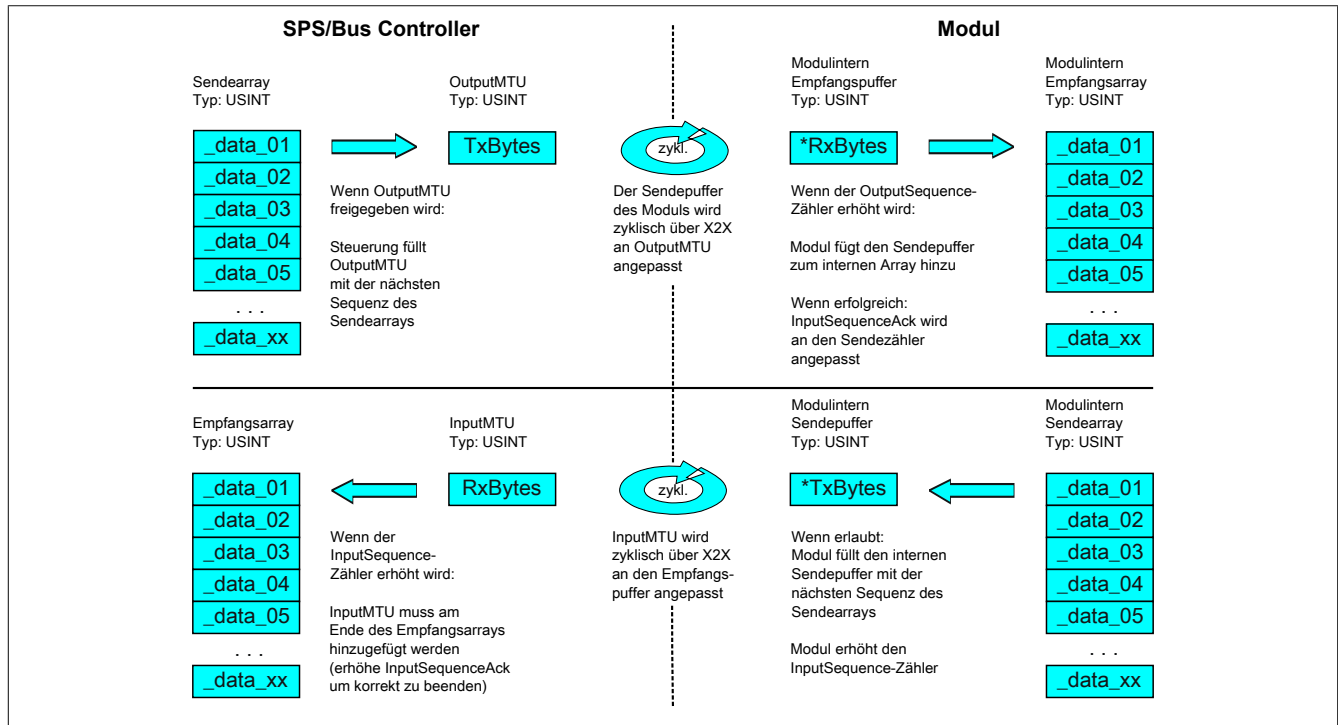 SPS/Bus Controller
Modul
Sendearray
Typ: USINT
OutputMTU
Typ: USINT
Modulintern
Empfangspuffer
Typ: USINT
Modulintern
Empfangsarray
Typ: USINT
_data_01
_data_02
_data_03
_data_04
_data_05
. . .
_data_xx
TxBytes
Wenn OutputMTU
freigegeben wird:
Steuerung füllt
OutputMTU
mit der nächsten
Sequenz des
Sendearrays
zykl.
Der Sendepuffer
des Moduls wird
zyklisch über X2X
an OutputMTU
angepasst
*RxBytes
Wenn der OutputSequence-
Zähler erhöht wird:
Modul fügt den Sendepuffer
zum internen Array hinzu
Wenn erfolgreich:
InputSequenceAck wird
an den Sendezähler
angepasst
_data_01
_data_02
_data_03
_data_04
_data_05
. . .
_data_xx
Empfangsarray
Typ: USINT
InputMTU
Typ: USINT
Modulintern
Sendepuffer
Typ: USINT
Modulintern
Sendearray
Typ: USINT
_data_01
_data_02
_data_03
_data_04
_data_05
. . .
_data_xx
RxBytes
Wenn der
InputSequence-
Zähler erhöht wird:
InputMTU muss am
Ende des Empfangsarrays
hinzugefügt werden
(erhöhe InputSequenceAck
um korrekt zu beenden)
zykl.
InputMTU wird
zyklisch über X2X
an den Empfangs-
puffer angepasst
*TxBytes
Wenn erlaubt:
Modul füllt den internen
Sendepuffer mit der
nächsten Sequenz des
Sendearrays
Modul erhöht den
InputSequence-Zähler
_data_01
_data_02
_data_03
_data_04
_data_05
. . .
_data_xx